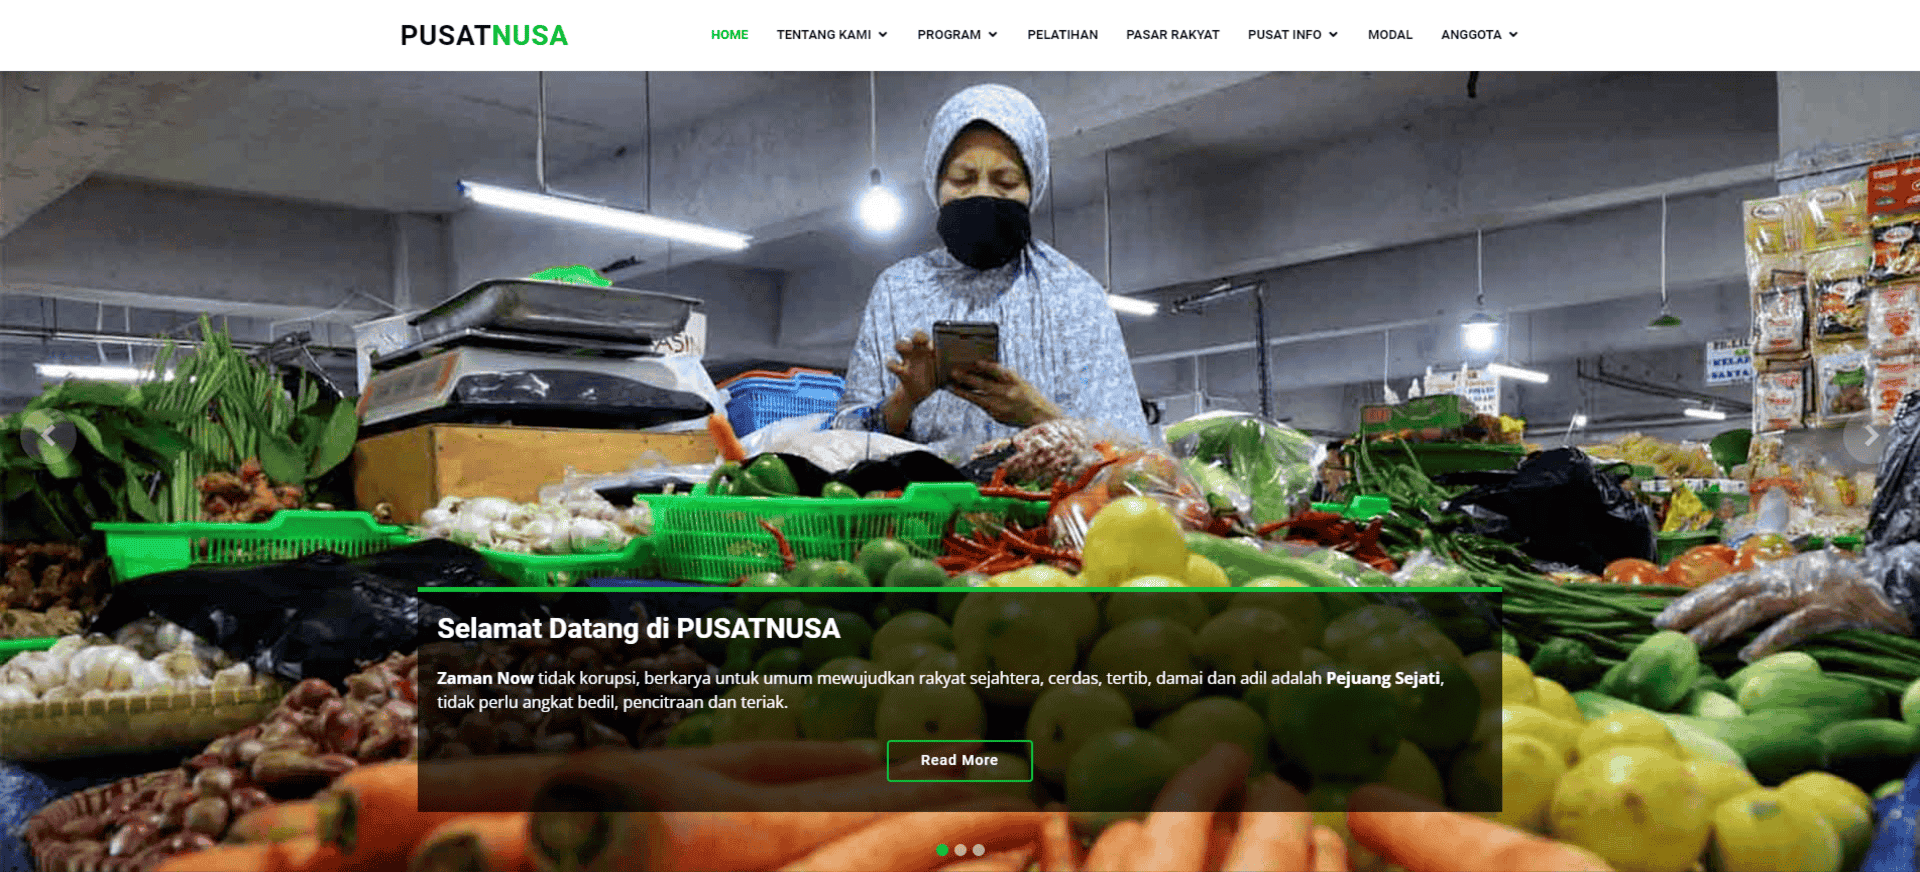 PUSATNUSA
HOME TENTANG KAMI PROGRAM PELATIHAN PASAR RAKYAT PUSAT INFO MODAL ANGGOTA
Selamat Datang di PUSATNUSA
Zaman Now tidak korupsi, berkarya untuk umum mewujudkan rakyat sejahtera, cerdas, tertib, damai dan adil adalah Pejuang Sejati,
tidak perlu angkat bedil, pencitraan dan teriak.
Read More